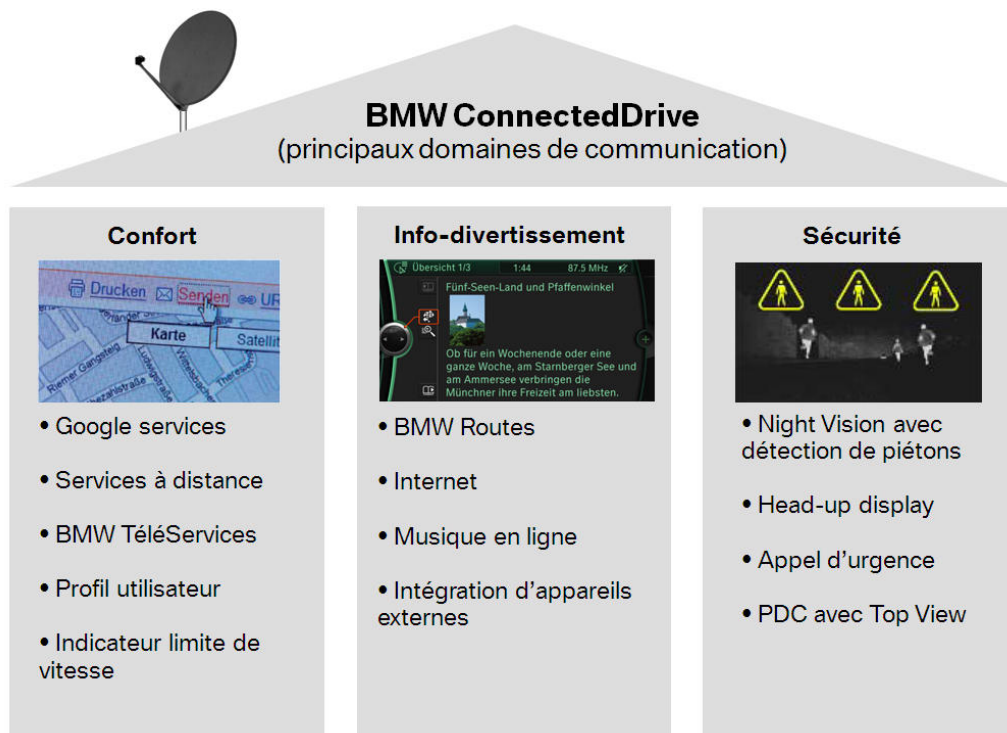 BMW ConnectedDrive
(principaux domaines de communication)
Confort
Drucken Senden UR
Karte
Satellit
Riemer Gangsteig
Ludwigstraße
• Google services
• Services à distance
• BMW TéléServices
• Profil utilisateur
• Indicateur limite de
vitesse
Info-divertissement
Übersicht 1/3 1:44 87.5 MHz
Fünf-Seen-Land und Pfaffenwinkel
Ob für ein Wochenende oder eine
ganze Woche, am Starnberger See und
am Ammersee verbringen die
Münchner ihre Freizeit am liebsten.
• BMW Routes
• Internet
• Musique en ligne
• Intégration d’appareils
externes
Sécurité
• Night Vision avec
détection de piétons
• Head-up display
• Appel d’urgence
• PDC avec Top View